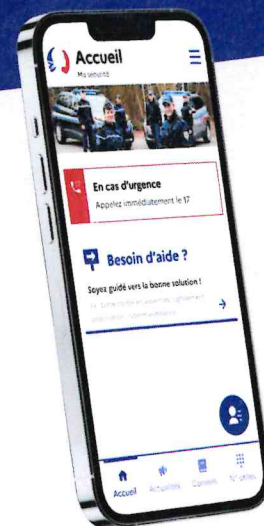 Accueil
Ma sécurité
En cas d'urgence
Appelez immédiatement le 17
Besoin d'aide ?
Soyez guidé vers la bonne solution !
Accueil
Actualités
Conseils
N° utiles